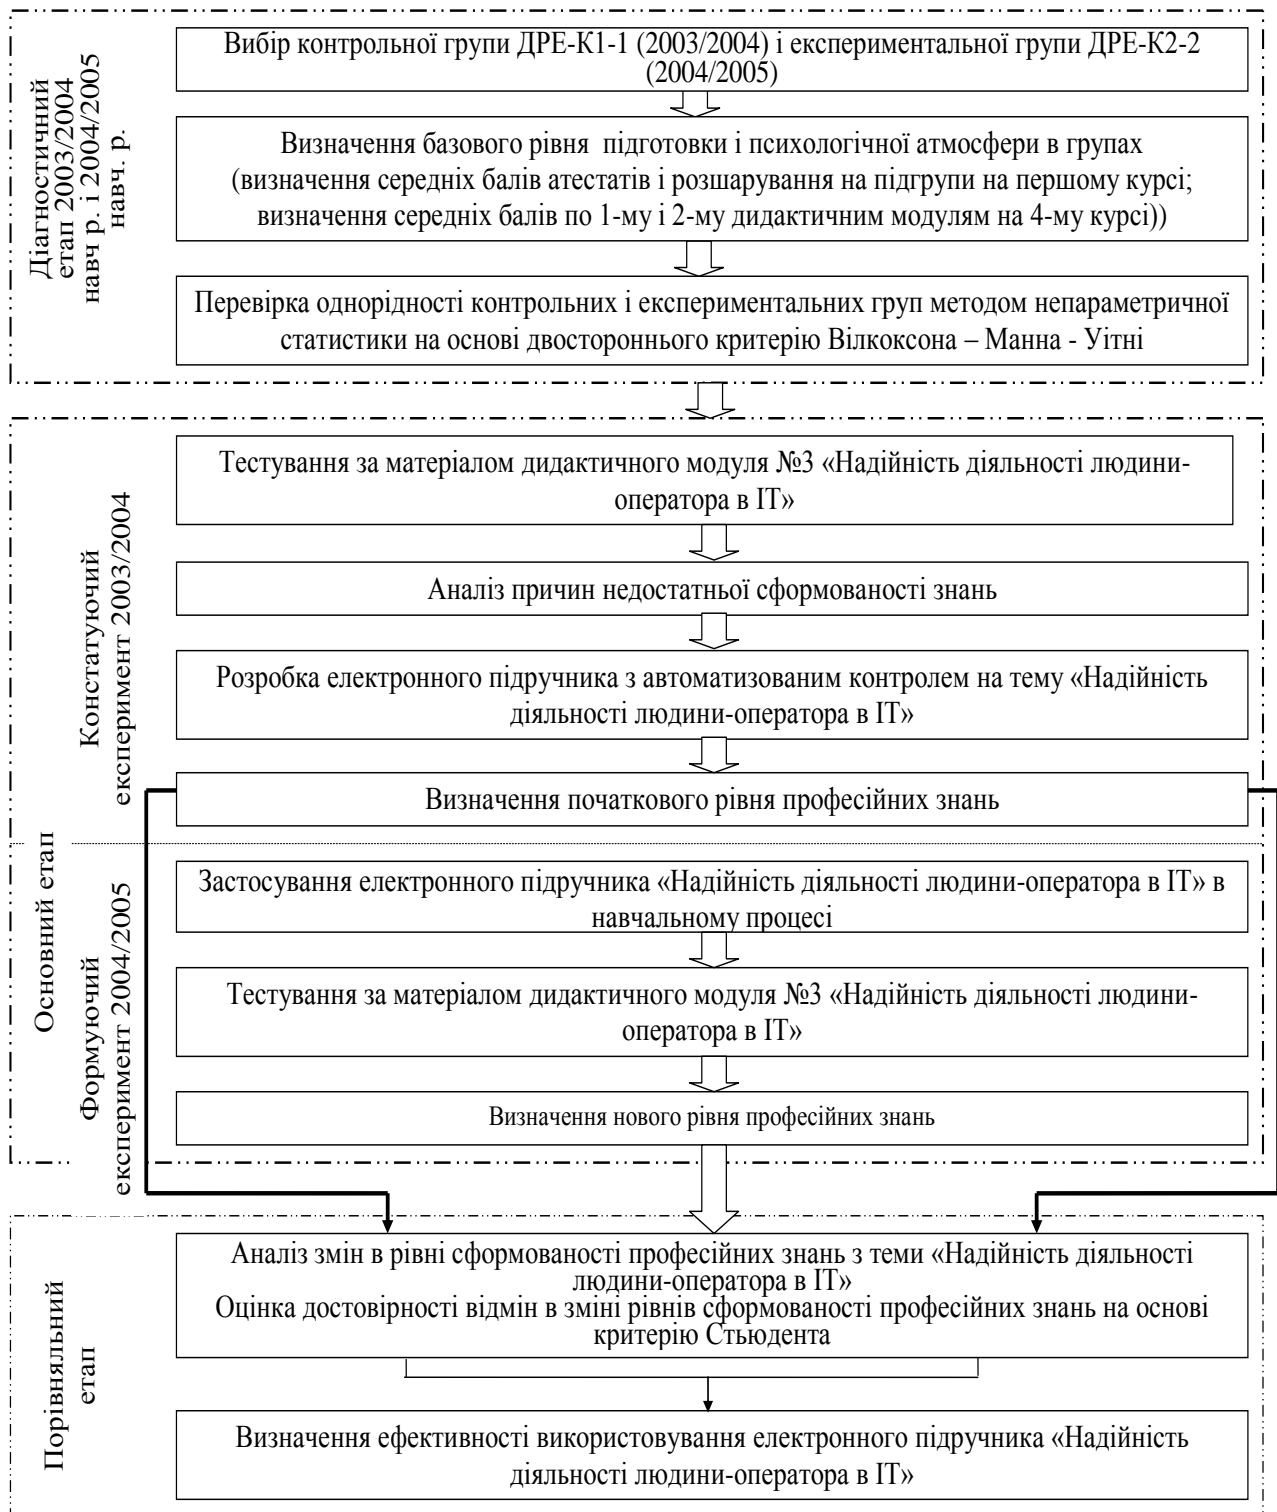 Діагностичний
етап 2003/2004
навч р. і 2004/2005
навч. р.
Вибір контрольної групи ДРЕ-К1-1 (2003/2004) і експериментальної групи ДРЕ-К2-2
(2004/2005)
Визначення базового рівня підготовки і психологічної атмосфери в групах
(визначення середніх балів атестатів і розшарування на підгрупи на першому курсі;
визначення середніх балів по 1-му і 2-му дидактичним модулям на 4-му курсі))
Перевірка однорідності контрольних і експериментальних груп методом непараметричної
статистики на основі двостороннього критерію Вілкоксона – Манна - Уітні
Основний етап
Констатуючий
експеримент 2003/2004
Тестування за матеріалом дидактичного модуля №3 «Надійність діяльності людини-
оператора в ІТ»
Аналіз причин недостатньої сформованості знань
Розробка електронного підручника з автоматизованим контролем на тему «Надійність
діяльності людини-оператора в ІТ»
Визначення початкового рівня професійних знань
Формуючий
експеримент 2004/2005
Застосування електронного підручника «Надійність діяльності людини-оператора в ІТ» в
навчальному процесі
Тестування за матеріалом дидактичного модуля №3 «Надійність діяльності людини-
оператора в ІТ»
Визначення нового рівня професійних знань
Порівняльний
етап
Аналіз змін в рівні сформованості професійних знань з теми «Надійність діяльності
людини-оператора в ІТ»
Оцінка достовірності відмін в зміні рівнів сформованості професійних знань на основі
критерію Стьюдента
Визначення ефективності використовування електронного підручника «Надійність
діяльності людини-оператора в ІТ»